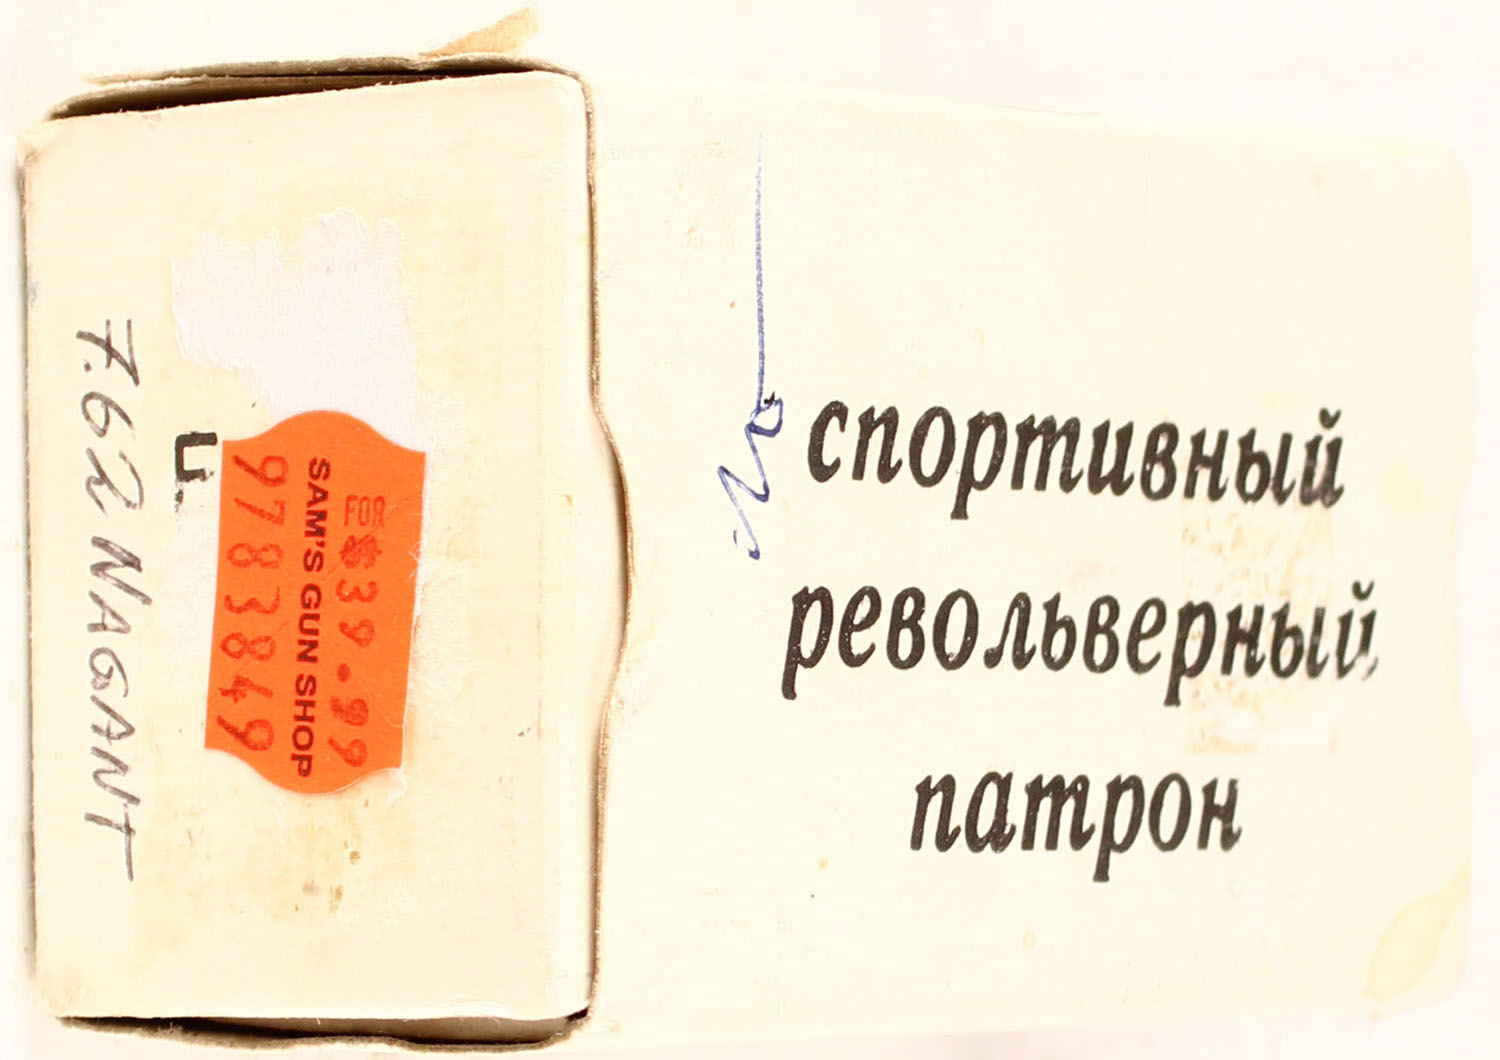 7.62 NAGANT
Ц
SAM'S GUN SHOP
FOR
$39.99
9783849
спортивный
револьверный
патрон